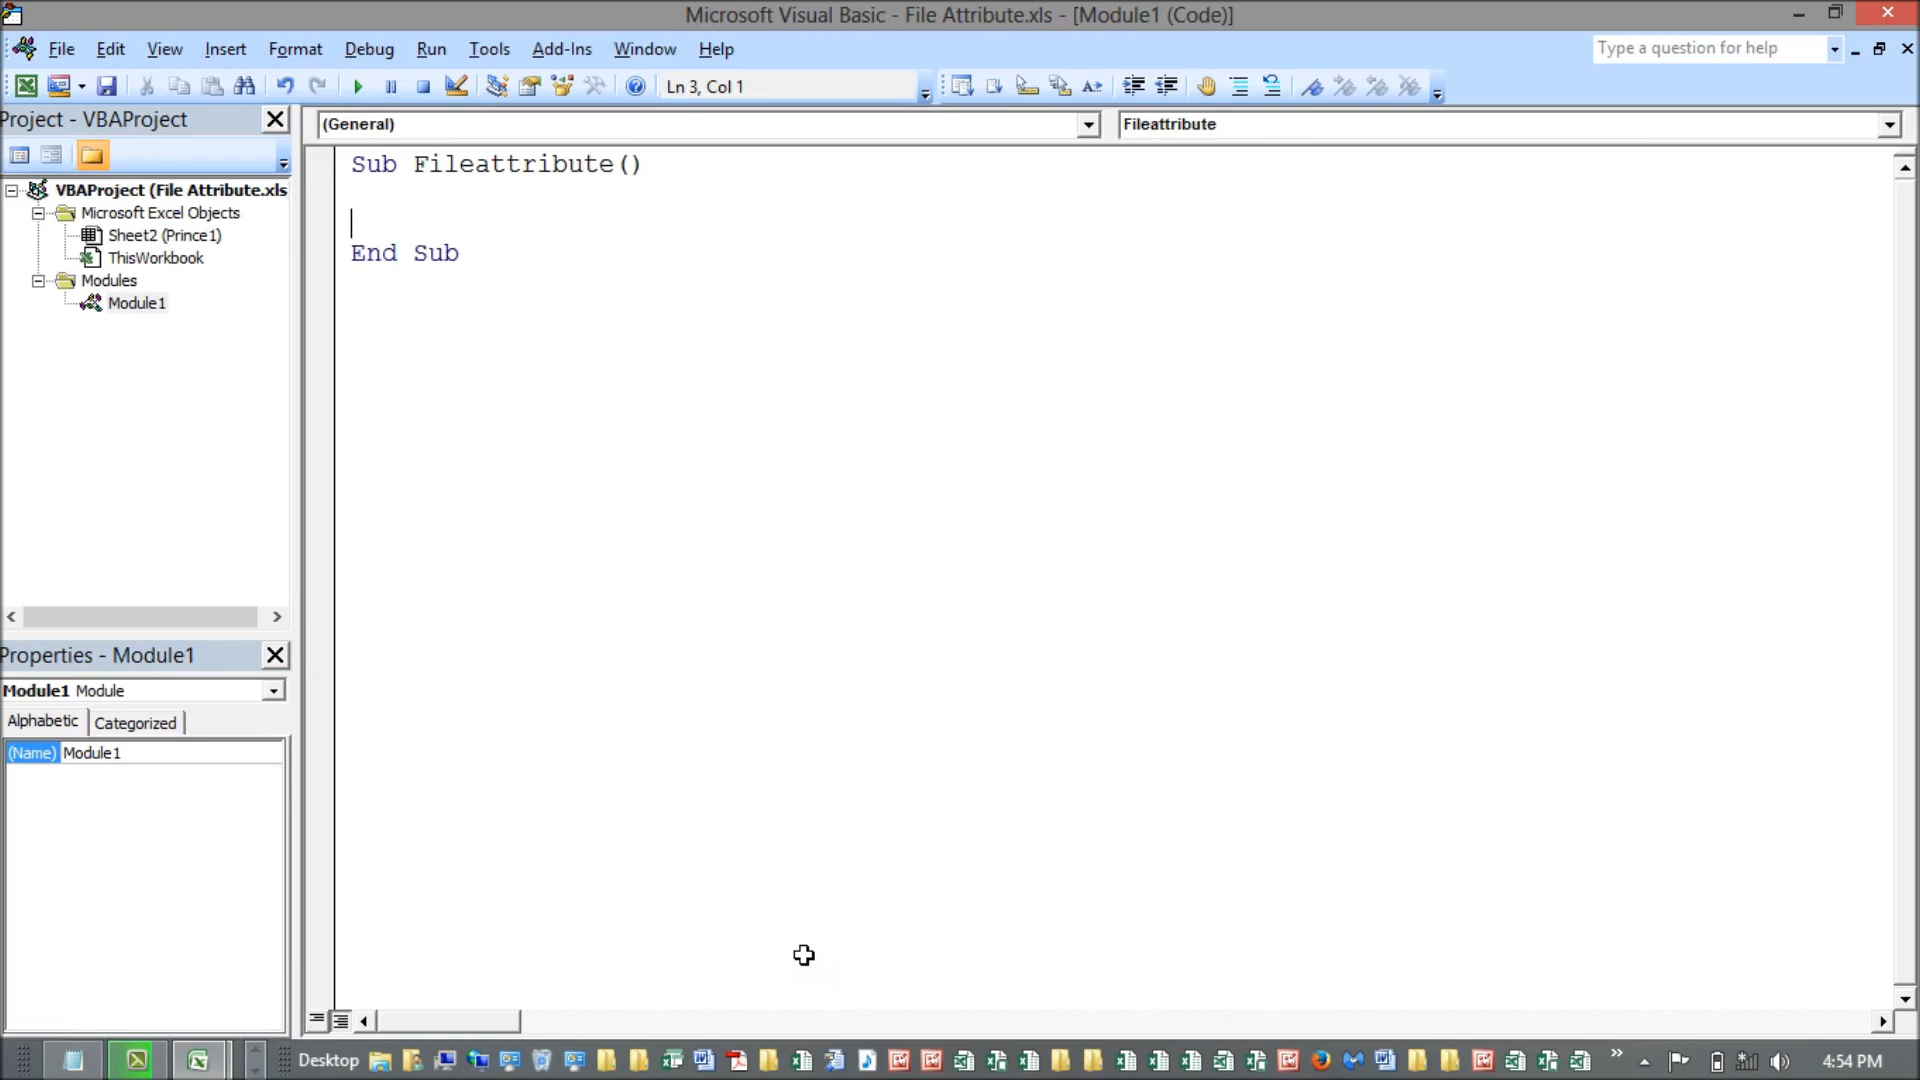 Microsoft Visual Basic - File Attribute.xls - [Module1 (Code)]
File Edit View Insert Format Debug Run Tools Add-Ins Window Help
Type a question for help
Ln 3, Col 1
Project - VBAProject
(General)
Fileattribute
VBAProject (File Attribute.xls
Microsoft Excel Objects
Sheet2 (Prince1)
ThisWorkbook
Modules
Module1
Sub Fileattribute()
End Sub
Properties - Module1
Module1 Module
Alphabetic Categorized
(Name) Module1
Desktop
4:54 PM